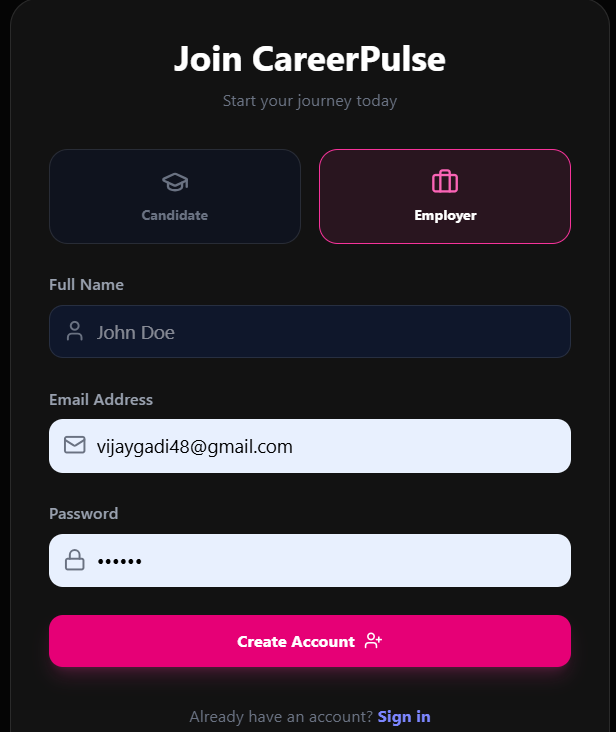 Join CareerPulse
Start your journey today
Candidate
Employer
Full Name
John Doe
Email Address
vijaygadi48@gmail.com
Password
••••••
Create Account
Already have an account? Sign in